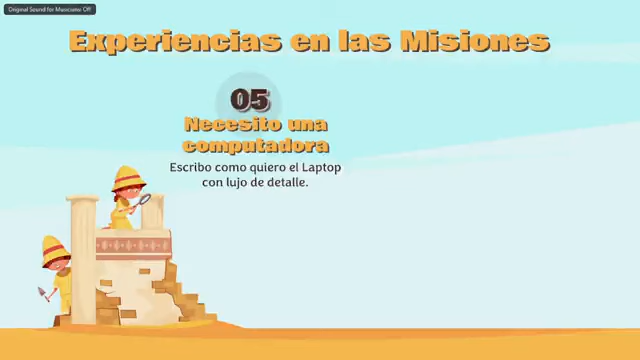 Original Sound for Musicians: Off
Experiencias en las Misiones
05
Necesito una
computadora
Escribo como quiero el Laptop
con lujo de detalle.